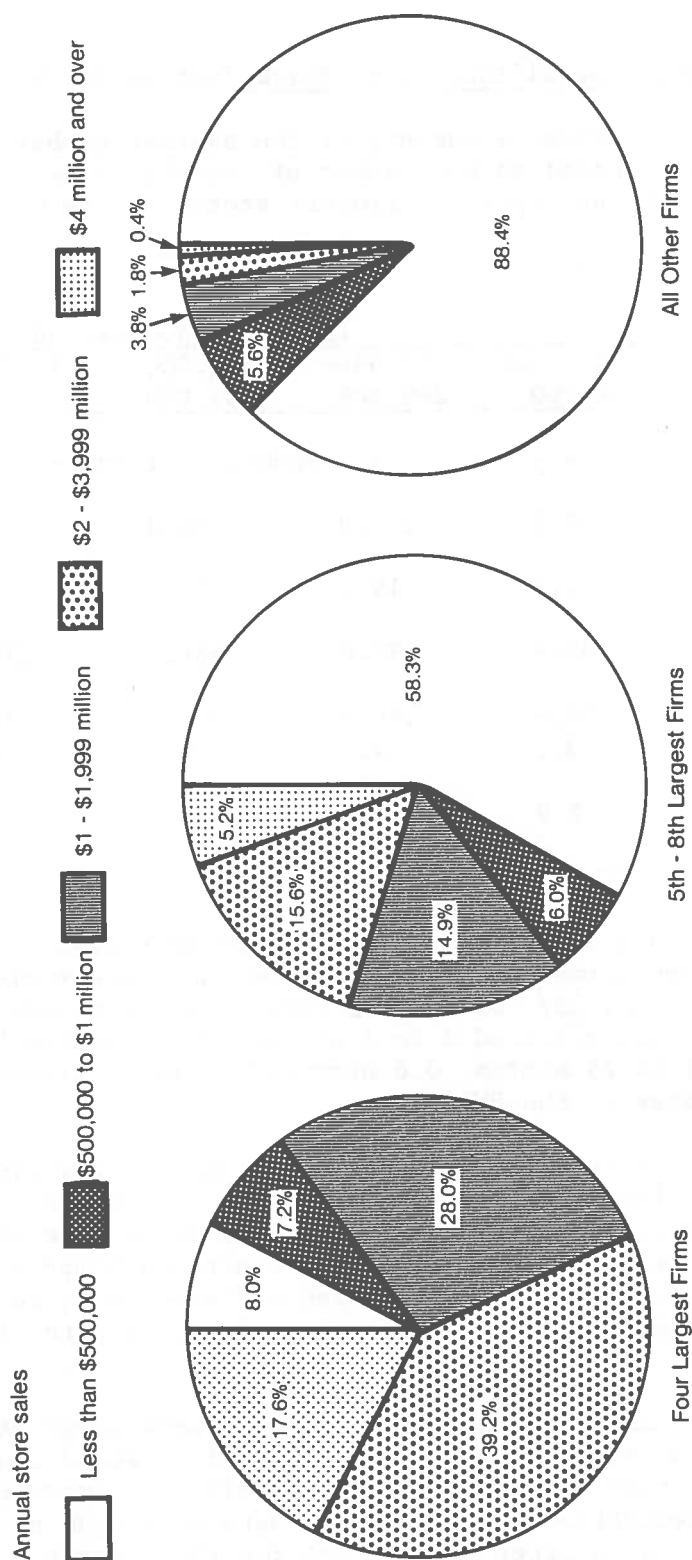 Annual store sales
Less than $500,000
$500,000 to $1 million
$1 - $1,999 million
$2 - $3,999 million
$4 million and over
8.0%
7.2%
28.0%
39.2%
17.6%
Four Largest Firms
58.3%
6.0%
14.9%
15.6%
5.2%
5th - 8th Largest Firms
88.4%
5.6%
3.8%
1.8%
0.4%
All Other Firms